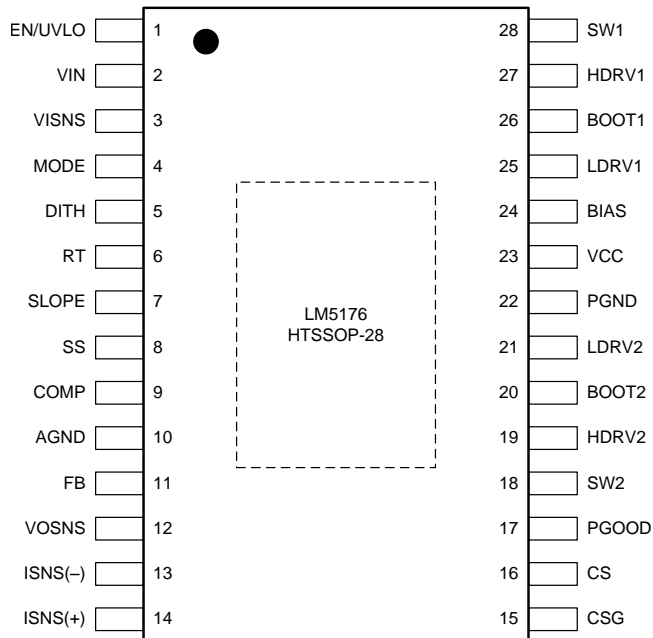 EN/UVLO 1 28 SW1
VIN 2 27 HDRV1
VISNS 3 26 BOOT1
MODE 4 25 LDRV1
DITH 5 24 BIAS
RT 6 23 VCC
SLOPE 7 22 PGND
LM5176
HTSSOP-28
SS 8 21 LDRV2
COMP 9 20 BOOT2
AGND 10 19 HDRV2
FB 11 18 SW2
VOSNS 12 17 PGOOD
ISNS(–) 13 16 CS
ISNS(+) 14 15 CSG